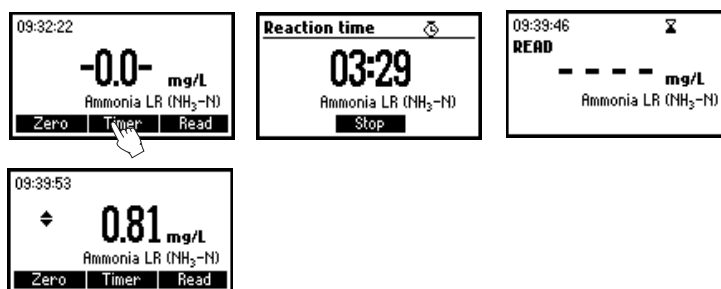 09:32:22
-0.0- mg/L
Ammonia LR (NH₃-N)
Zero Timer Read
Reaction time
03:29
Ammonia LR (NH₃-N)
Stop
09:39:46
READ
---- mg/L
Ammonia LR (NH₃-N)
09:39:53
0.81 mg/L
Ammonia LR (NH₃-N)
Zero Timer Read